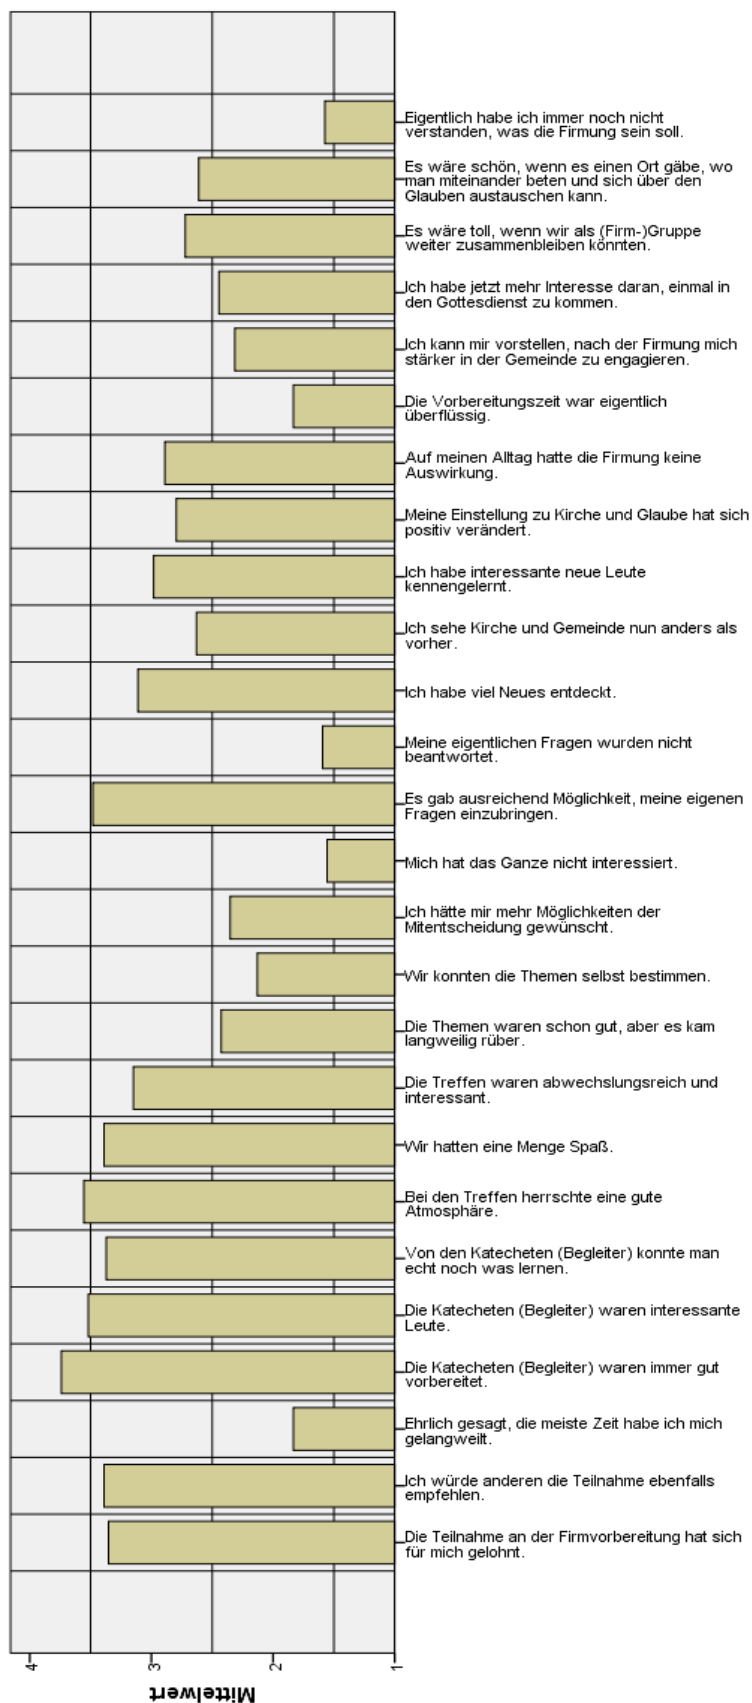 Eigentlich habe ich immer noch nicht
verstanden, was die Firmung sein soll.
Es wäre schön, wenn es einen Ort gäbe, wo
man miteinander beten und sich über den
Glauben austauschen kann.
Es wäre toll, wenn wir als (Firm-)Gruppe
weiter zusammenbleiben könnten.
Ich habe jetzt mehr Interesse daran, einmal in
den Gottesdienst zu kommen.
Ich kann mir vorstellen, nach der Firmung mich
stärker in der Gemeinde zu engagieren.
Die Vorbereitungszeit war eigentlich
überflüssig.
Auf meinen Alltag hatte die Firmung keine
Auswirkung.
Meine Einstellung zu Kirche und Glaube hat sich
positiv verändert.
Ich habe interessante neue Leute
kennengelernt.
Ich sehe Kirche und Gemeinde nun anders als
vorher.
Ich habe viel Neues entdeckt.
Meine eigentlichen Fragen wurden nicht
beantwortet.
Es gab ausreichend Möglichkeit, meine eigenen
Fragen einzubringen.
Mich hat das Ganze nicht interessiert.
Ich hätte mir mehr Möglichkeiten der
Mitentscheidung gewünscht.
Wir konnten die Themen selbst bestimmen.
Die Themen waren schon gut, aber es kam
langweilig rüber.
Die Treffen waren abwechslungsreich und
interessant.
Wir hatten eine Menge Spaß.
Bei den Treffen herrschte eine gute
Atmosphäre.
Von den Katecheten (Begleiter) konnte man
echt noch was lernen.
Die Katecheten (Begleiter) waren interessante
Leute.
Die Katecheten (Begleiter) waren immer gut
vorbereitet.
Ehrlich gesagt, die meiste Zeit habe ich mich
gelangweilt.
Ich würde anderen die Teilnahme ebenfalls
empfehlen.
Die Teilnahme an der Firmvorbereitung hat sich
für mich gelohnt.
4 3 2 1
Mittelwert